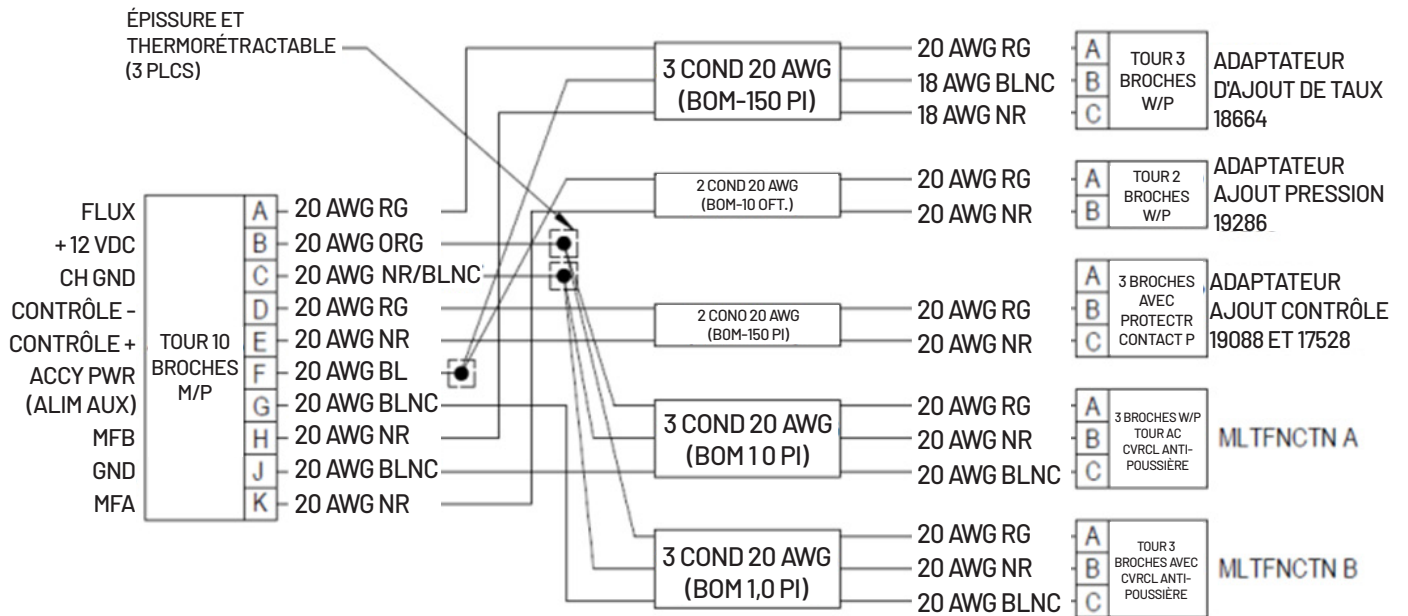 ÉPISSURE ET
THERMORÉTRACTABLE
(3 PLCS)
FLUX
+ 12 VDC
CH GND
CONTRÔLE -
CONTRÔLE +
ACCY PWR
(ALIM AUX)
MFB
GND
MFA
TOUR 10
BROCHES
M/P
A 20 AWG RG
B 20 AWG ORG
C 20 AWG NR/BLNC
D 20 AWG RG
E 20 AWG NR
F 20 AWG BL
G 20 AWG BLNC
H 20 AWG NR
J 20 AWG BLNC
K 20 AWG NR
3 COND 20 AWG
(BOM-150 PI)
20 AWG RG A
18 AWG BLNC B
18 AWG NR C
TOUR 3
BROCHES
W/P
ADAPTATEUR
D'AJOUT DE TAUX
18664
2 COND 20 AWG
(BOM-10 OFT.)
20 AWG RG A
20 AWG NR B
TOUR 2
BROCHES
W/P
ADAPTATEUR
AJOUT PRESSION
19286
2 CONO 20 AWG
(BOM-150 PI)
A
20 AWG RG B
20 AWG NR C
3 BROCHES
AVEC
PROTECTR
CONTACT P
ADAPTATEUR
AJOUT CONTRÔLE
19088 ET 17528
3 COND 20 AWG
(BOM 1 0 PI)
20 AWG RG A
20 AWG NR B
20 AWG BLNC C
3 BROCHES W/P
TOUR AC
CVRCL ANTI-
POUSSIÈRE
MLTFNCTN A
3 COND 20 AWG
(BOM 1,0 PI)
20 AWG RG A
20 AWG NR B
20 AWG BLNC C
TOUR 3
BROCHES AVEC
CVRCL ANTI-
POUSSIÈRE
MLTFNCTN B